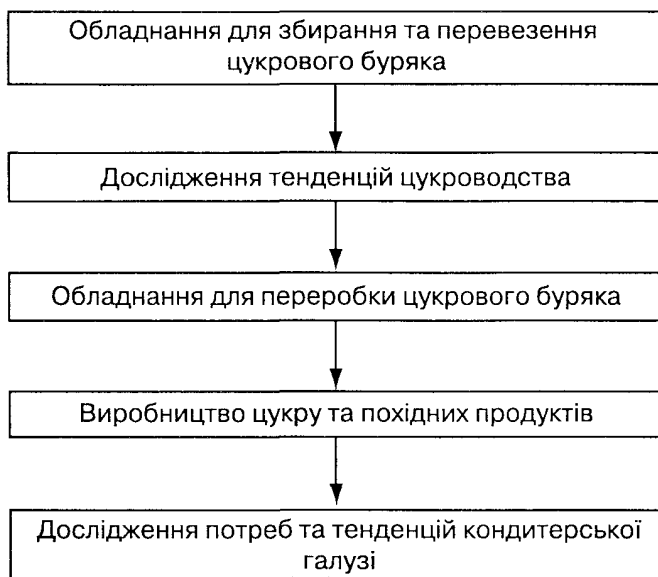 Обладнання для збирання та перевезення
цукрового буряка
Дослідження тенденцій цукроводства
Обладнання для переробки цукрового буряка
Виробництво цукру та похідних продуктів
Дослідження потреб та тенденцій кондитерської
галузі